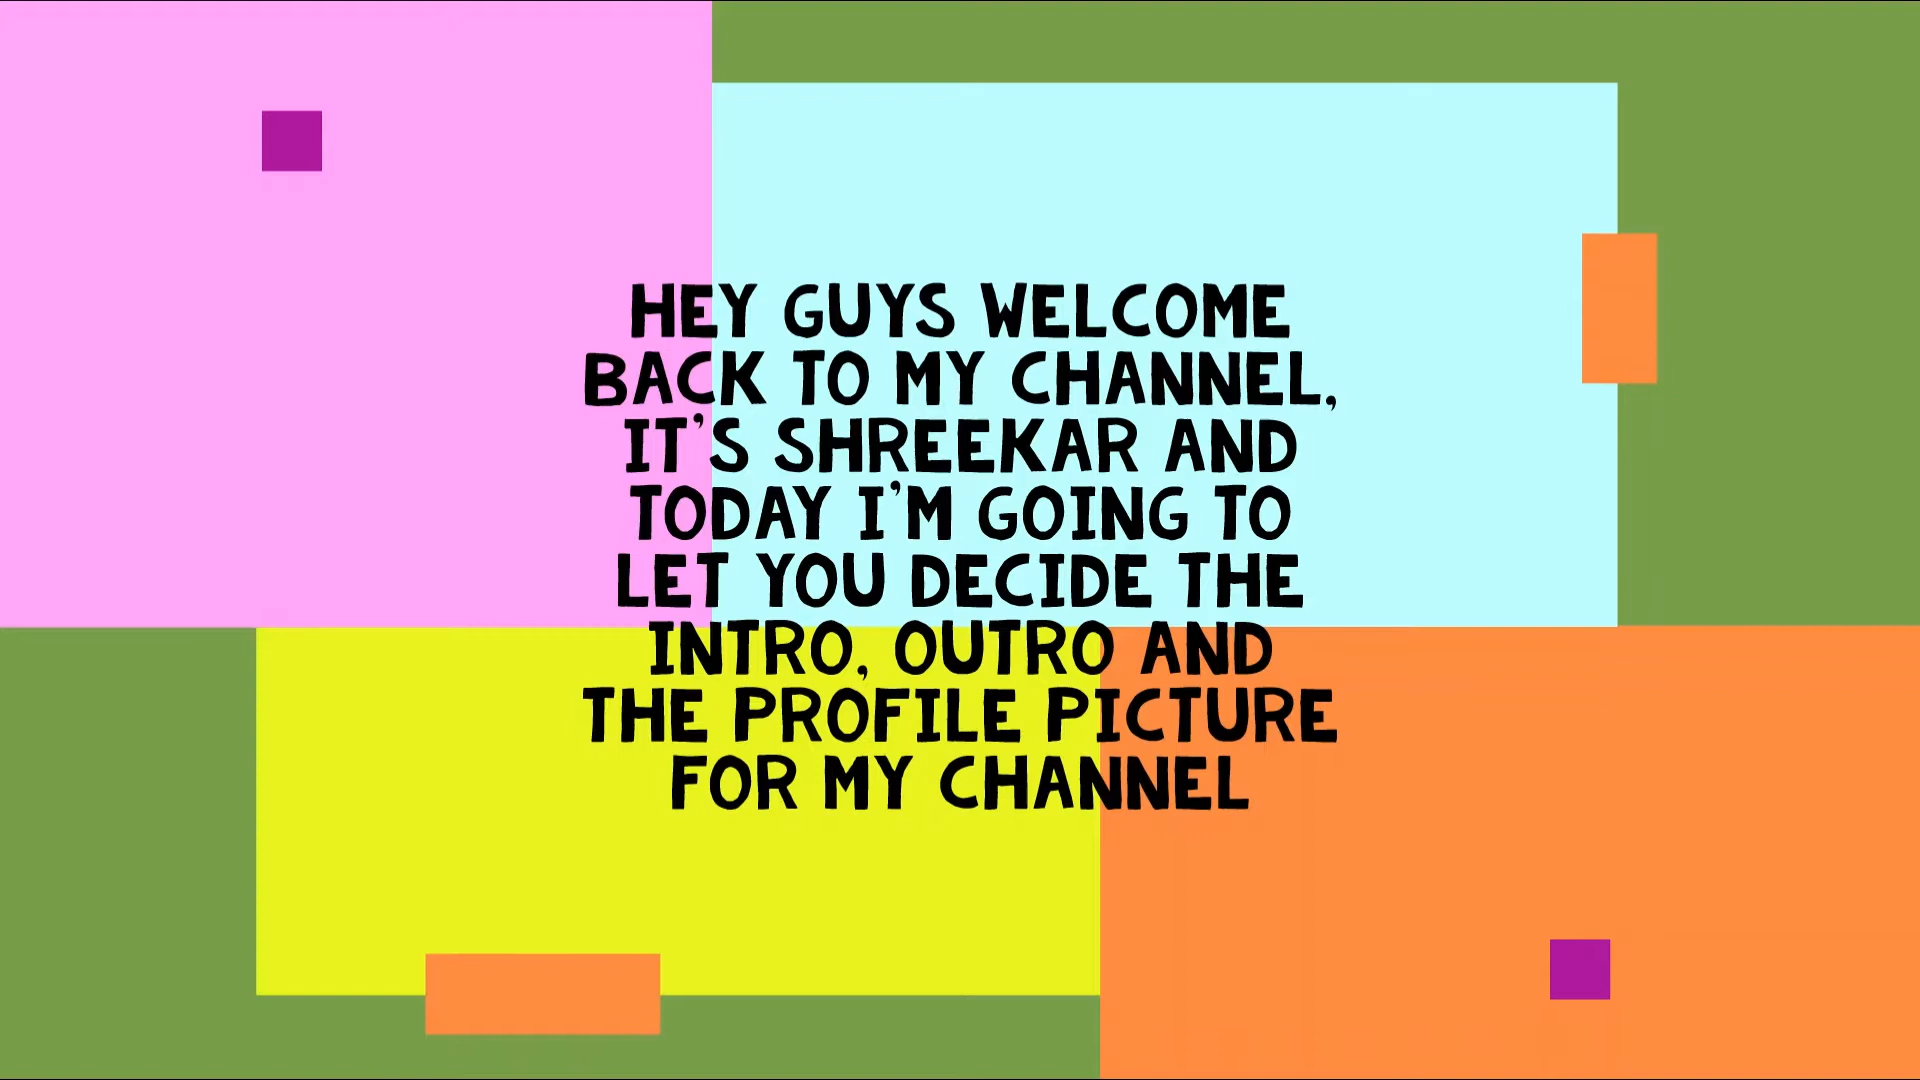 HEY GUYS WELCOME
BACK TO MY CHANNEL,
IT'S SHREEKAR AND
TODAY I'M GOING TO
LET YOU DECIDE THE
INTRO, OUTRO AND
THE PROFILE PICTURE
FOR MY CHANNEL